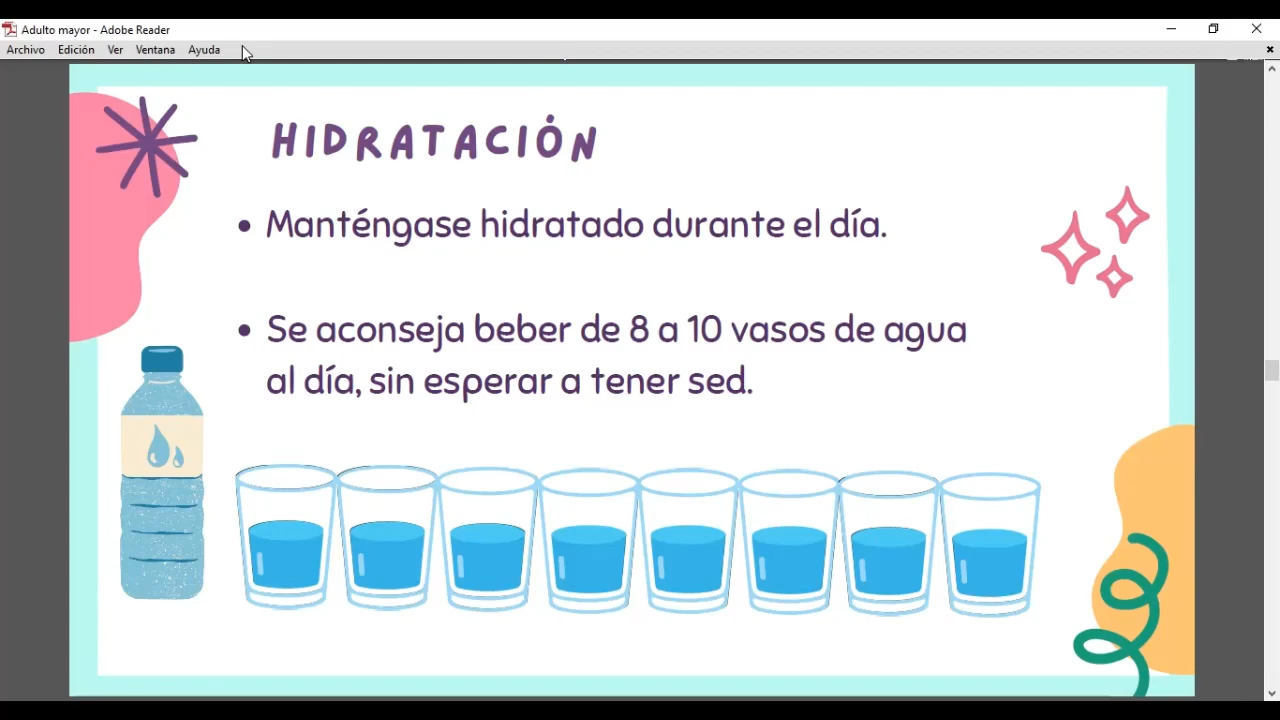 Adulto mayor - Adobe Reader
Archivo Edición Ver Ventana Ayuda
HIDRATACIÓN
• Manténgase hidratado durante el día.
• Se aconseja beber de 8 a 10 vasos de agua
al día, sin esperar a tener sed.